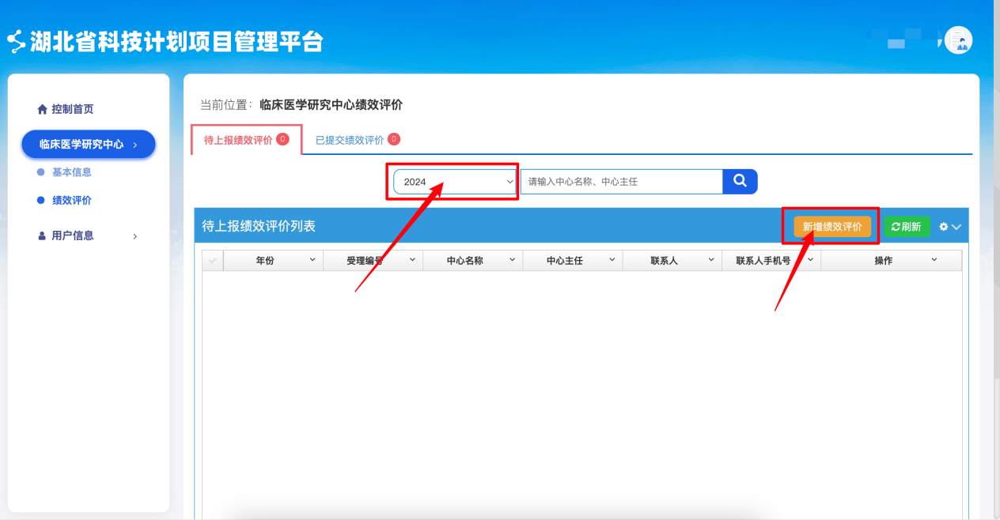 湖北省科技计划项目管理平台
控制首页
临床医学研究中心
基本信息
绩效评价
用户信息
当前位置：临床医学研究中心绩效评价
待上报绩效评价 0 已提交绩效评价 0
2024 请输入中心名称、中心主任
待上报绩效评价列表 新增绩效评价 刷新
年份 受理编号 中心名称 中心主任 联系人 联系人手机号 操作